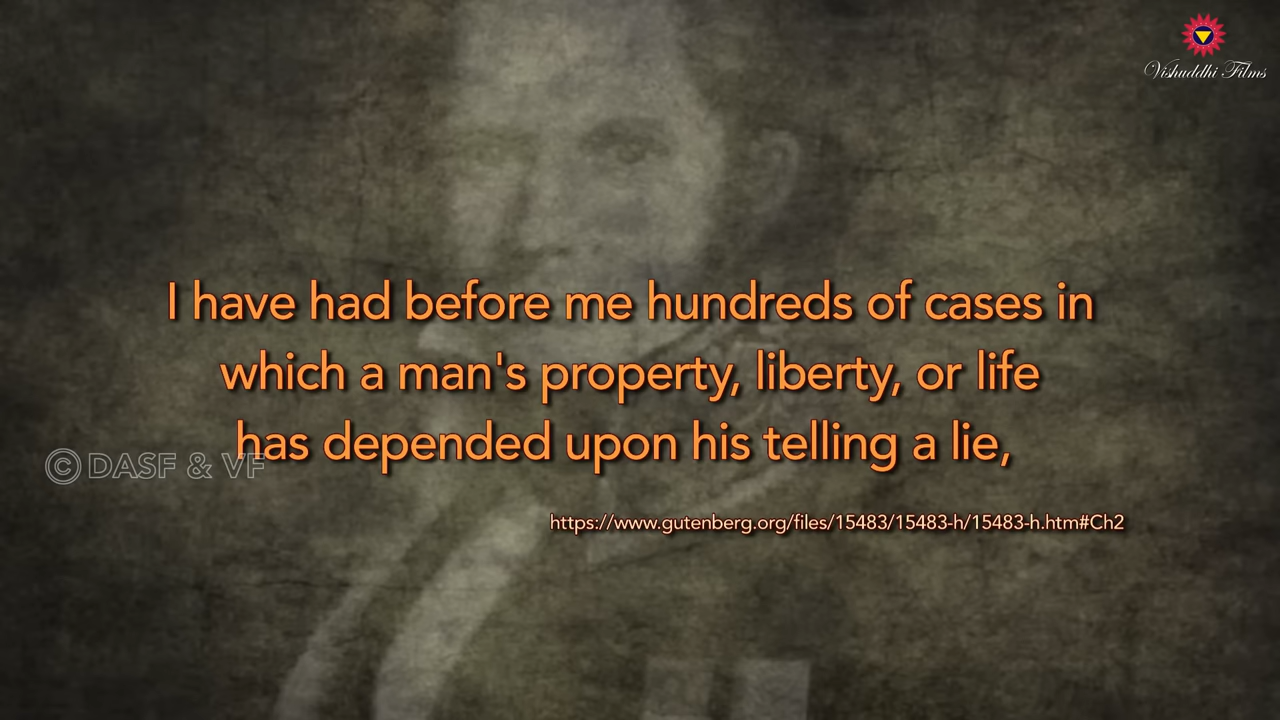 Vishuddhi Films
I have had before me hundreds of cases in
which a man's property, liberty, or life
has depended upon his telling a lie,
© DASF & VF
https://www.gutenberg.org/files/15483/15483-h/15483-h.htm#Ch2